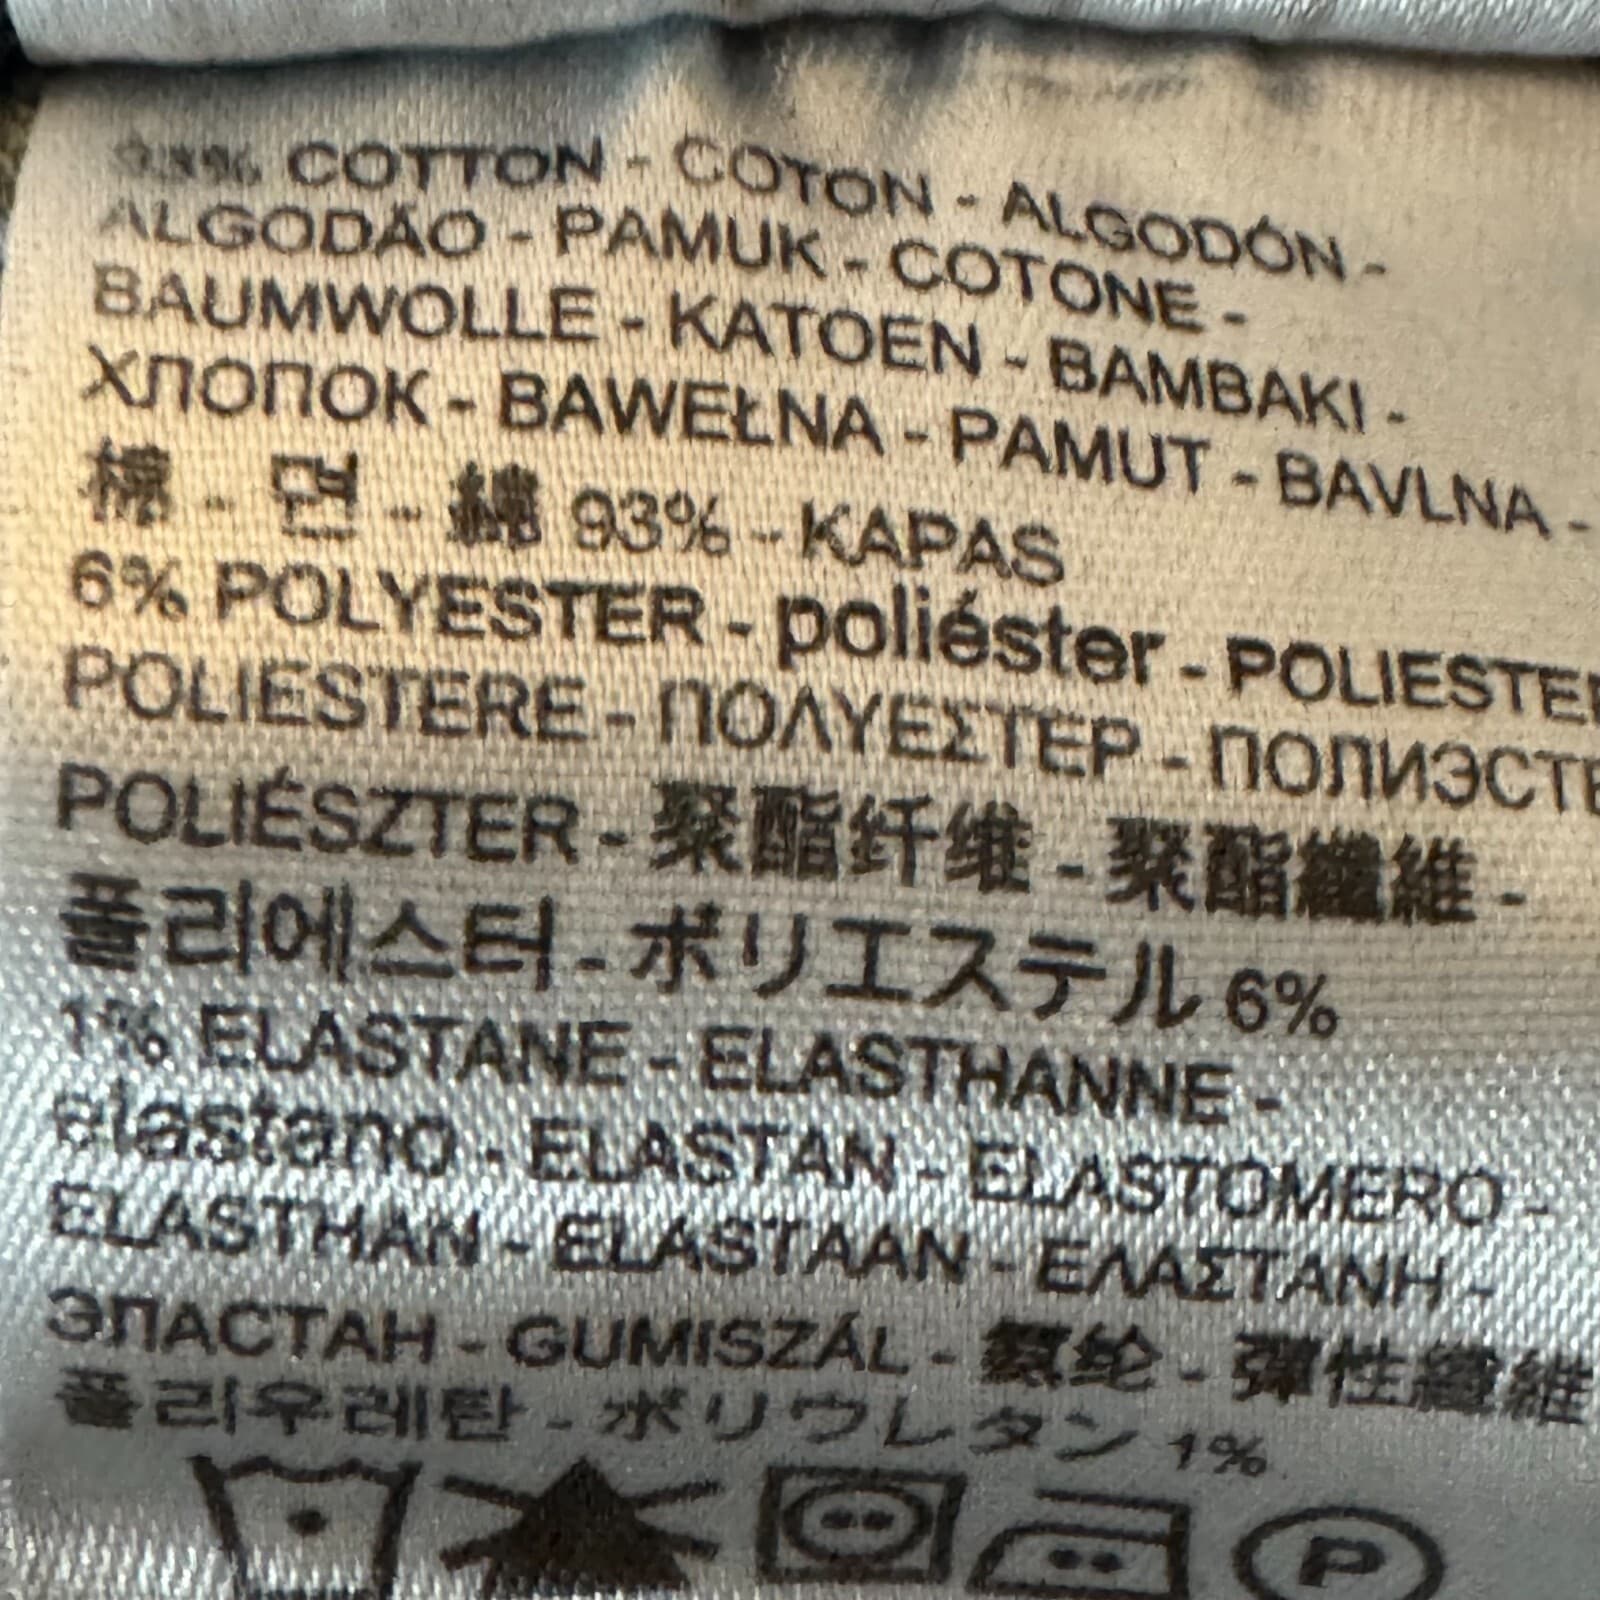 93% COTTON - COTON - ALGODÓN -
ALGODÃO - PAMUK - COTONE -
BAUMWOLLE - KATOEN - BAMBAKI -
ХЛОПОК - BAWEŁNA - PAMUT - BAVLNA -
棉 - 면 - 綿 93% - KAPAS
6% POLYESTER - poliéster - POLIESTER
POLIESTERE - ΠΟΛΥΕΣΤΕΡ - ПОЛИЭСТЕ
POLIÉSZTER - 聚酯纤维 - 聚酯纖維 -
폴리에스터 - ポリエステル 6%
1% ELASTANE - ELASTHANNE -
elastano - ELASTAN - ELASTOMERO -
ELASTHAN - ELASTAAN - ΕΛΑΣΤΑΝΗ -
ЭЛАСТАН - GUMISZÁL - 氨纶 - 彈性纖維
폴리우레탄 - ポリウレタン 1%
P